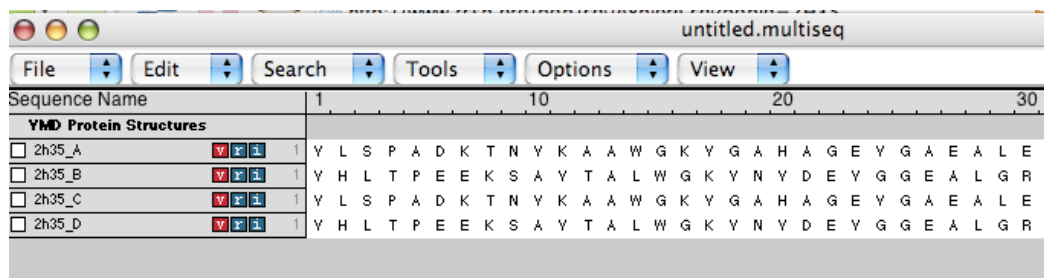 untitled.multiseq
File Edit Search Tools Options View
Sequence Name 1 10 20 30
YMD Protein Structures
2h35_A v r i 1 Y L S P A D K T N Y K A A W G K Y G A H A G E Y G A E A L E
2h35_B v r i 1 Y H L T P E E K S A Y T A L W G K Y N Y D E Y G G E A L G R
2h35_C v r i 1 Y L S P A D K T N Y K A A W G K Y G A H A G E Y G A E A L E
2h35_D v r i 1 Y H L T P E E K S A Y T A L W G K Y N Y D E Y G G E A L G R